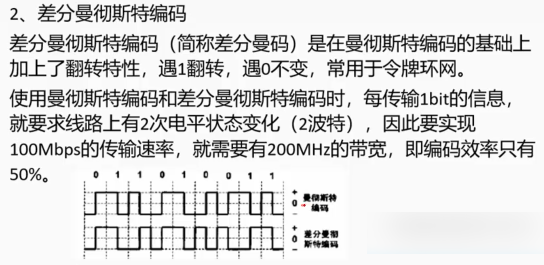 2、差分曼彻斯特编码
差分曼彻斯特编码（简称差分曼码）是在曼彻斯特编码的基础上
加上了翻转特性，遇1翻转，遇0不变，常用于令牌环网。
使用曼彻斯特编码和差分曼彻斯特编码时，每传输1bit的信息，
就要求线路上有2次电平状态变化（2波特），因此要实现
100Mbps的传输速率，就需要有200MHz的带宽，即编码效率只有
50%。
0 1 1 0 1 0 0 0 1 1
+
0 曼彻斯特
- 编码
+
0 差分曼彻
- 斯特编码